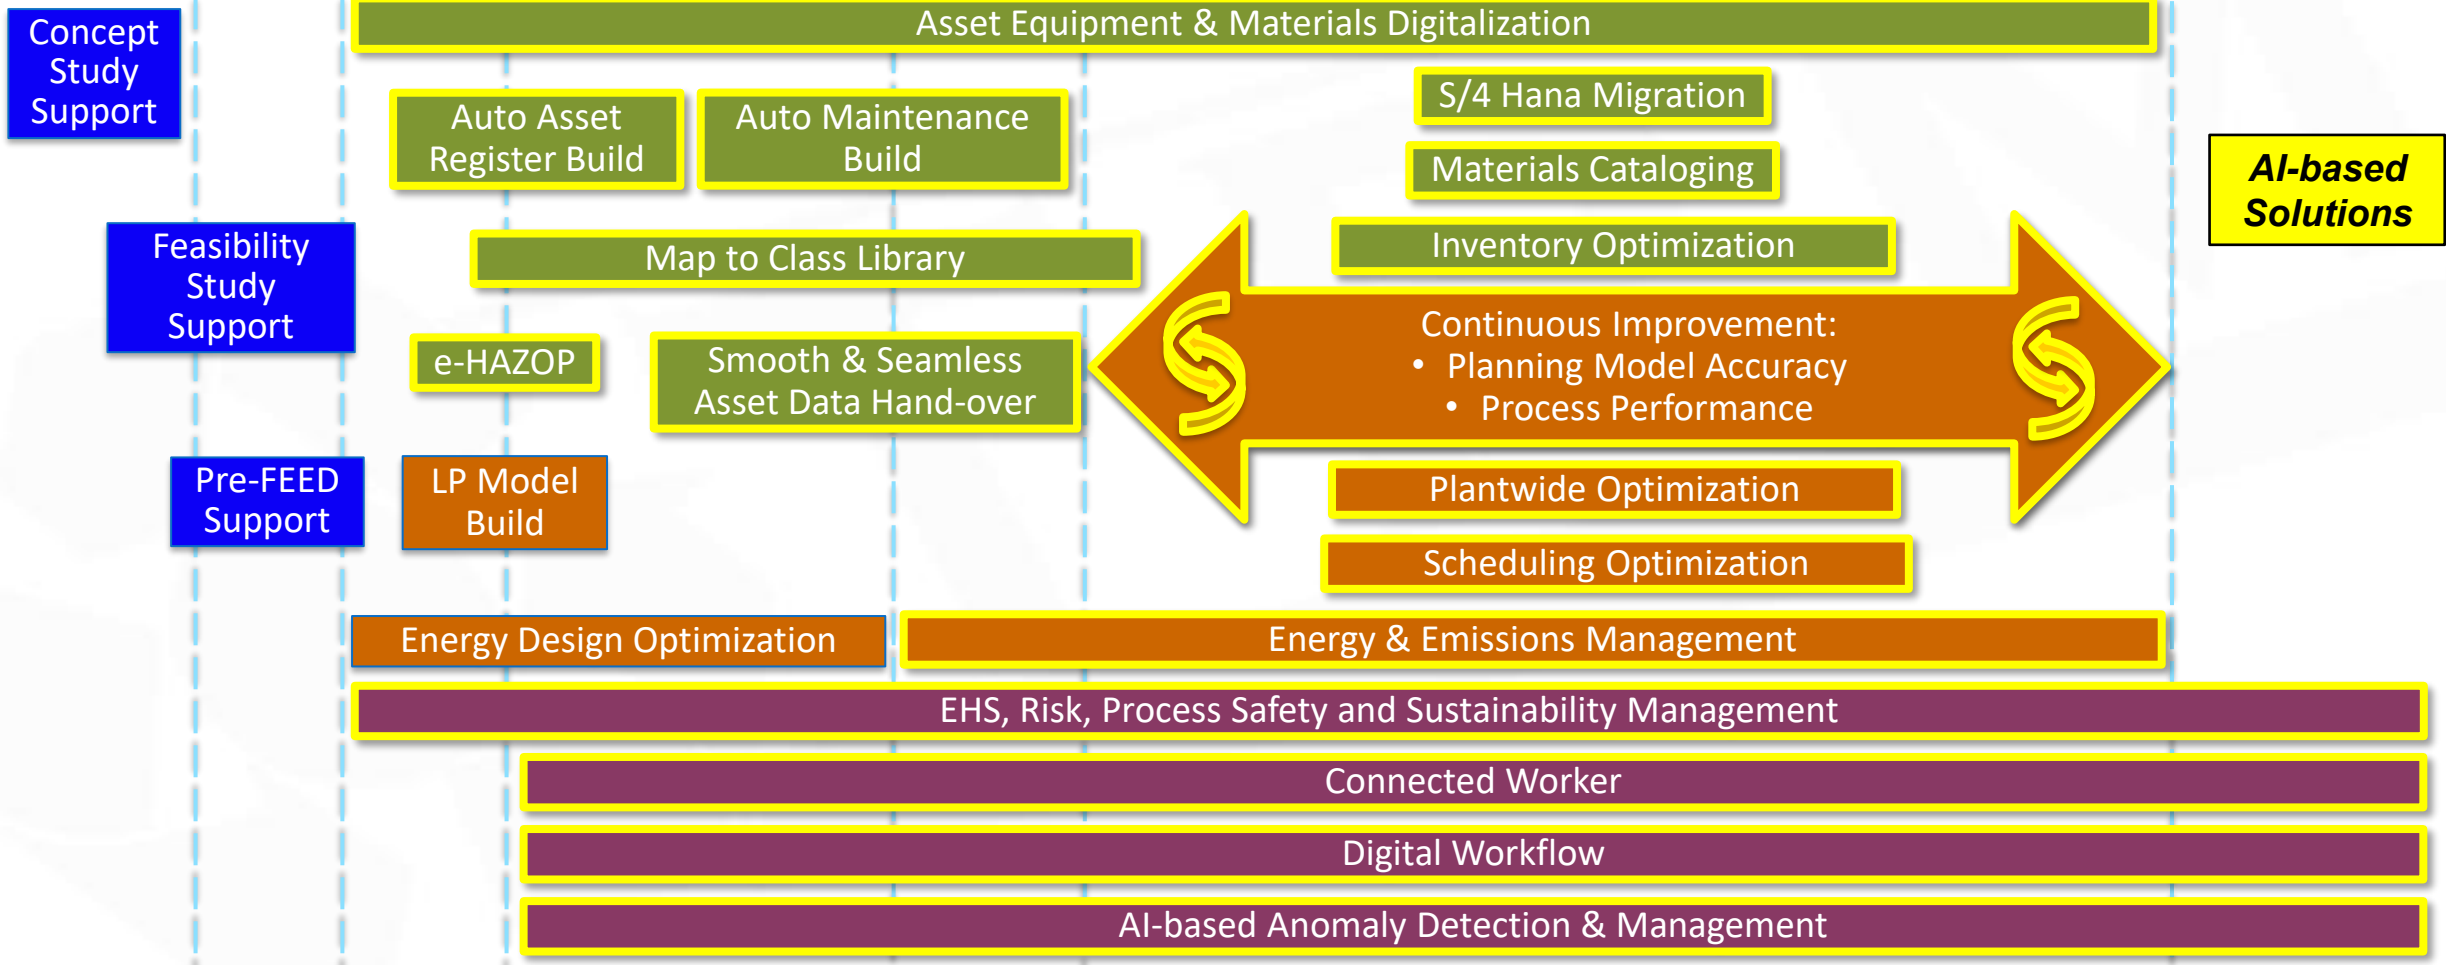 Concept
Study
Support
Asset Equipment & Materials Digitalization
Auto Asset
Register Build
Auto Maintenance
Build
S/4 Hana Migration
Materials Cataloging
AI-based
Solutions
Feasibility
Study
Support
Map to Class Library
Inventory Optimization
e-HAZOP
Smooth & Seamless
Asset Data Hand-over
Continuous Improvement:
• Planning Model Accuracy
• Process Performance
Pre-FEED
Support
LP Model
Build
Plantwide Optimization
Scheduling Optimization
Energy Design Optimization
Energy & Emissions Management
EHS, Risk, Process Safety and Sustainability Management
Connected Worker
Digital Workflow
AI-based Anomaly Detection & Management